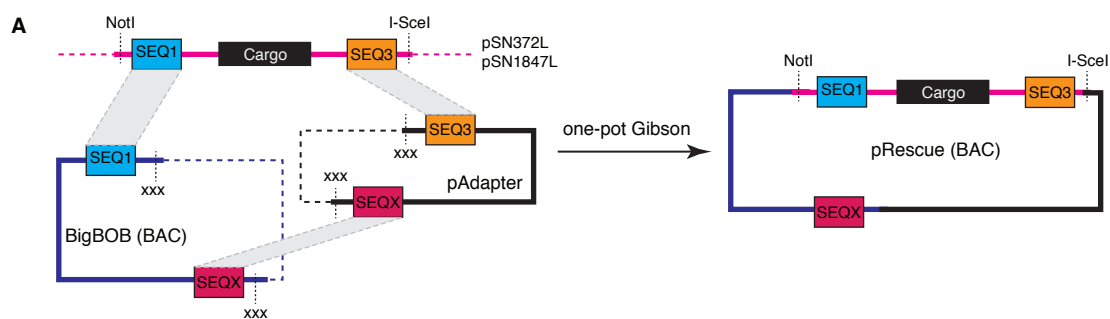 A
NotI
I-SceI
SEQ1
Cargo
SEQ3
pSN372L
pSN1847L
SEQ1
xxx
BigBOB (BAC)
SEQX
xxx
SEQ3
xxx
xxx
pAdapter
SEQX
one-pot Gibson
NotI
I-SceI
SEQ1
Cargo
SEQ3
pRescue (BAC)
SEQX